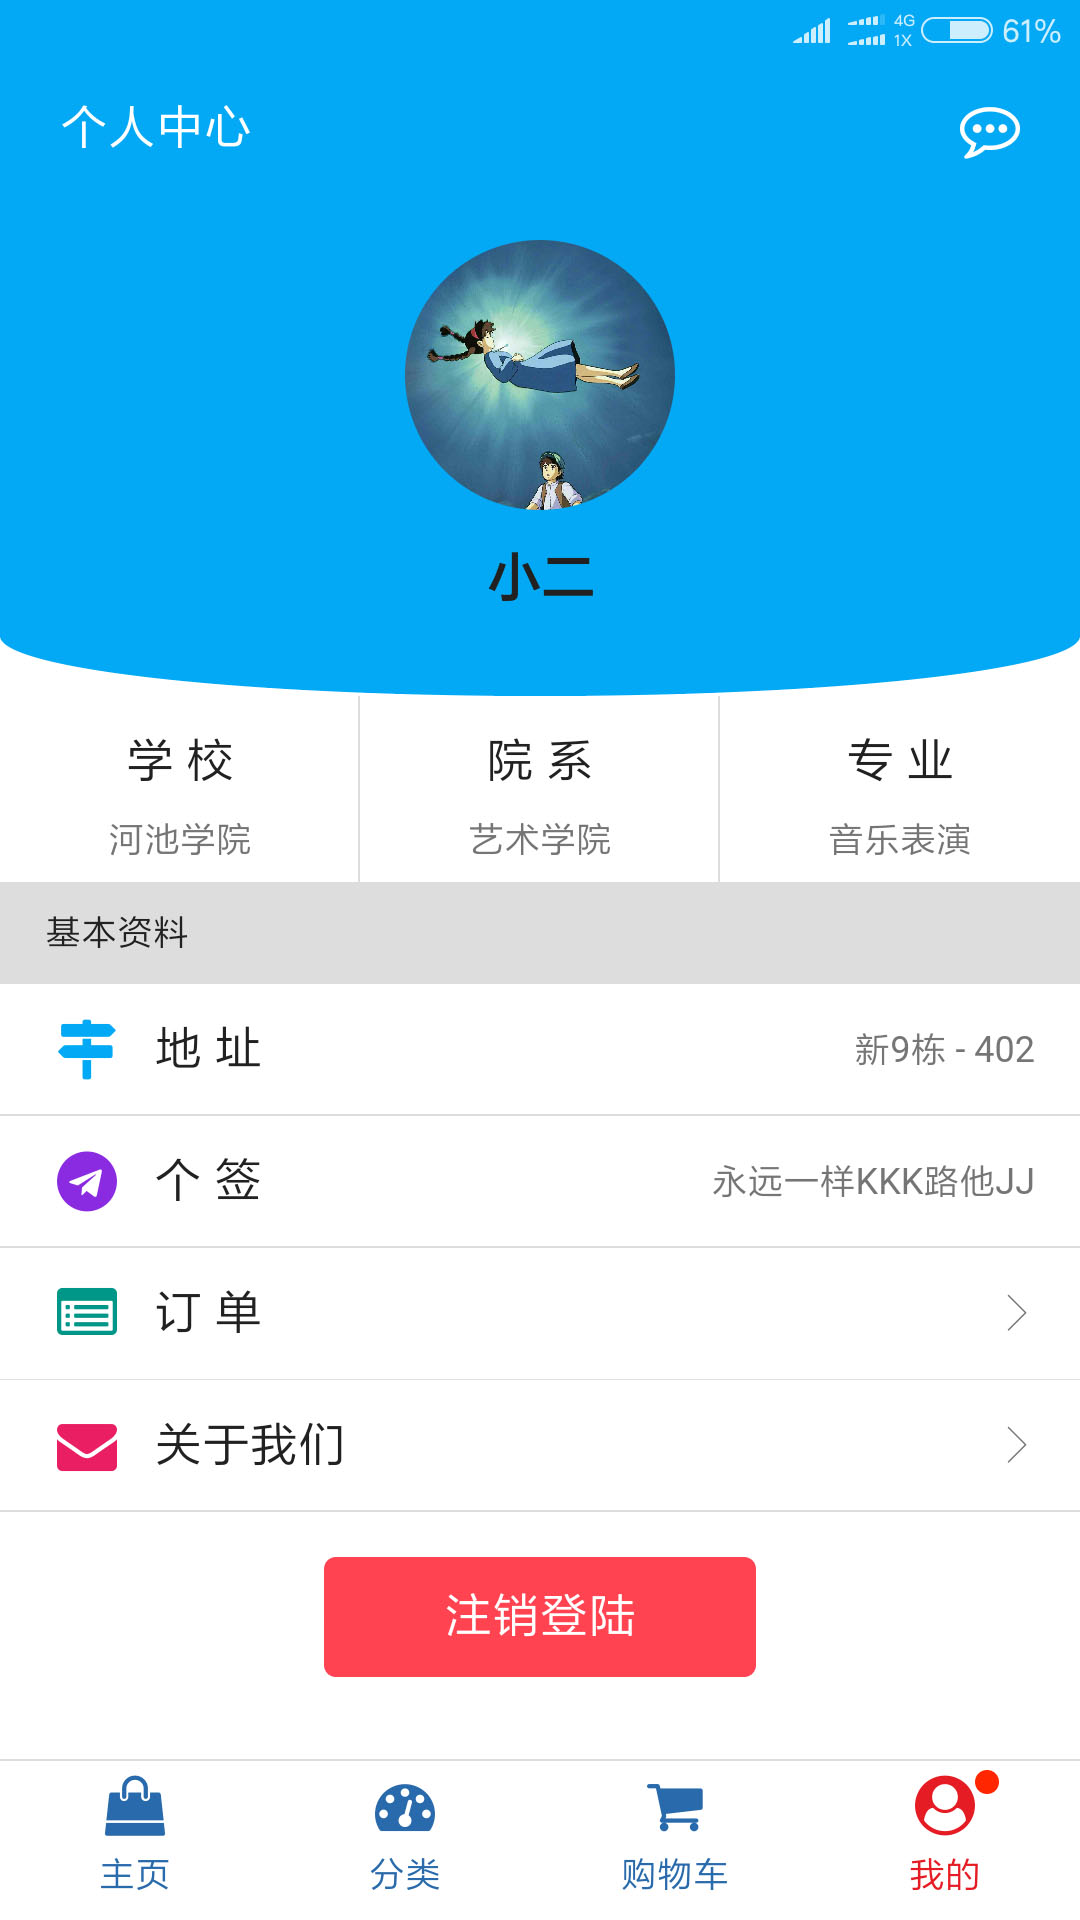 4G
1X
61%
个人中心
小二
学 校
院 系
专 业
河池学院
艺术学院
音乐表演
基本资料
地 址
新9栋 - 402
个 签
永远一样KKK路他JJ
订 单
关于我们
注销登陆
主页
分类
购物车
我的